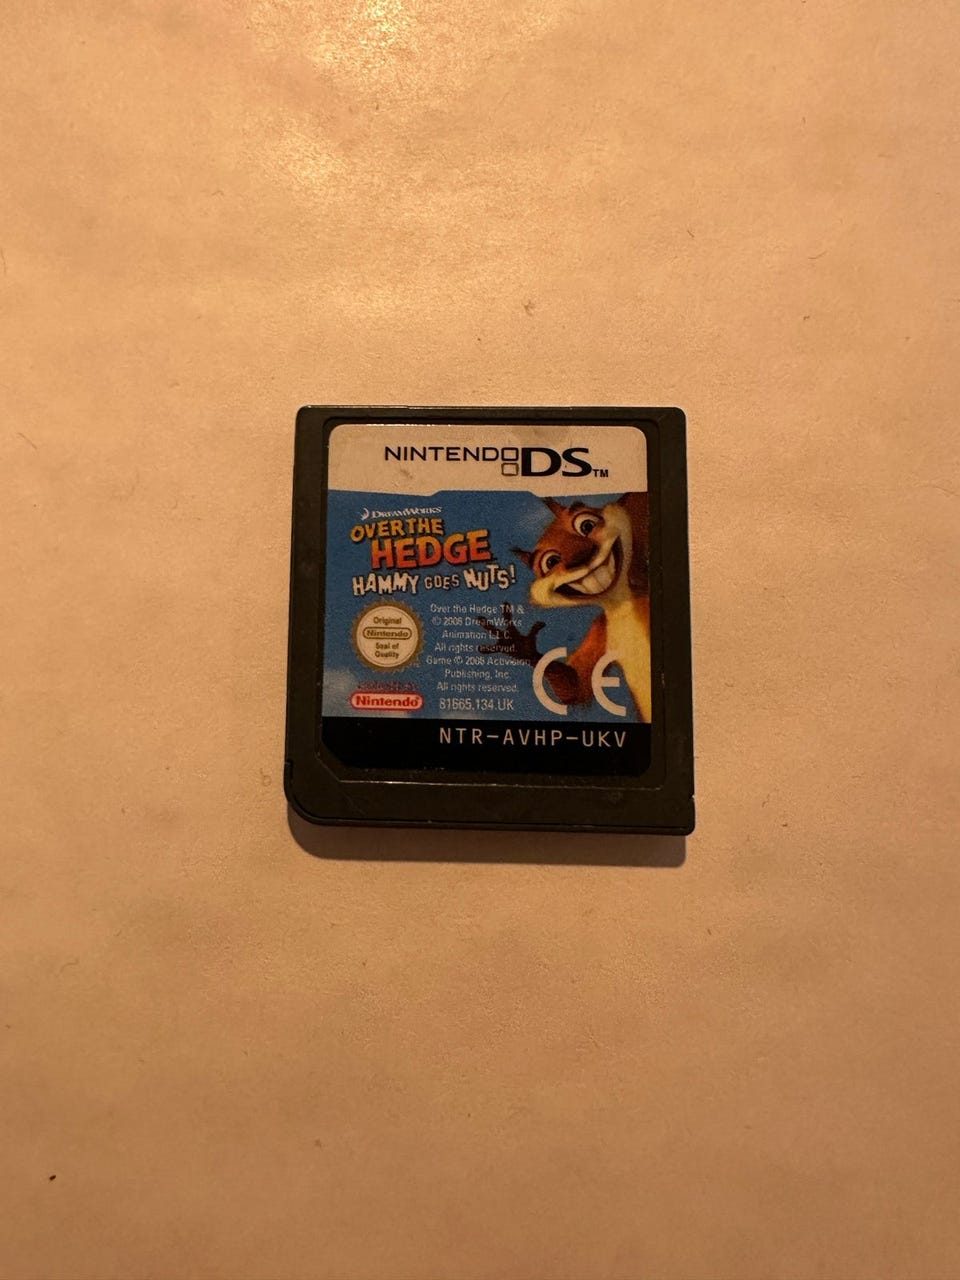 NINTENDO DS™
DREAMWORKS
OVER THE
HEDGE™
HAMMY GOES NUTS!
Original
Nintendo
Seal of
Quality
Over the Hedge TM &
© 2006 DreamWorks
Animation L.L.C.
All rights reserved.
Game © 2006 Activision
Publishing, Inc.
All rights reserved.
81665.134.UK
Nintendo
CE
NTR-AVHP-UKV